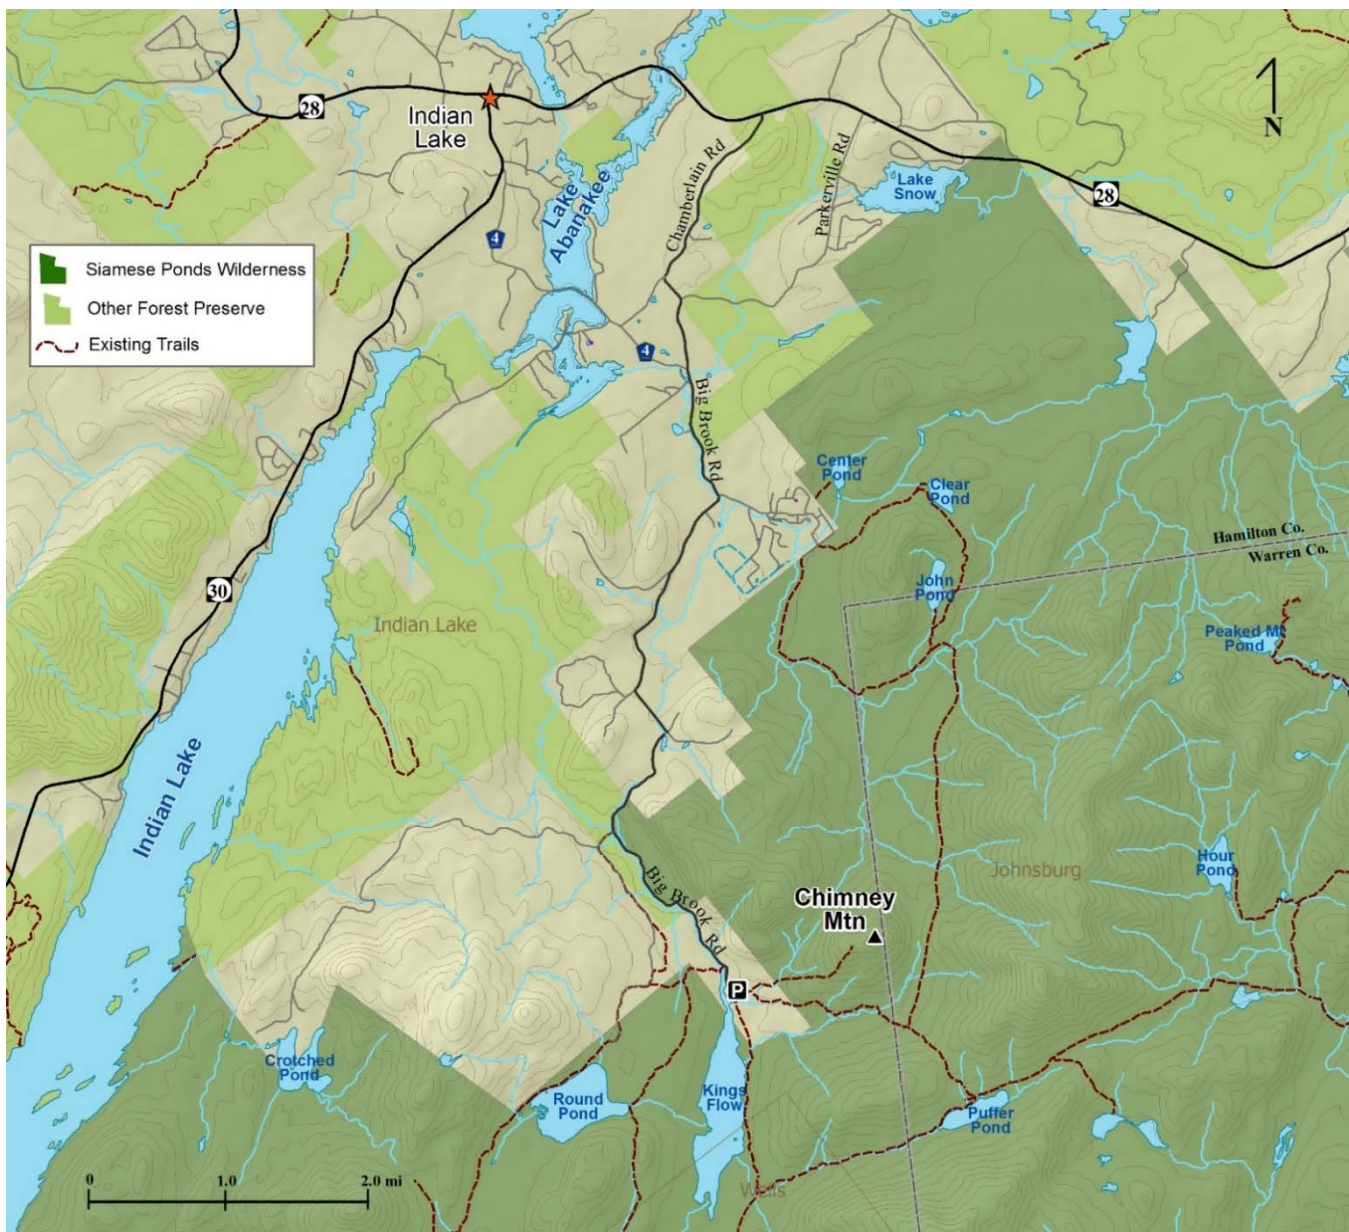 28
Indian
Lake
Lake
Abanakee
Chamberlain Rd
Parkerville Rd
Lake
Snow
28
N
4
Siamese Ponds Wilderness
Other Forest Preserve
Existing Trails
4
Big Brook Rd
Center
Pond
Clear
Pond
Hamilton Co.
Warren Co.
30
John
Pond
Indian Lake
Peaked Mt
Pond
Indian Lake
Hour
Pond
Johnsburg
Big Brook Rd
Chimney
Mtn
P
Crotched
Pond
Round
Pond
Kings
Flow
Puffer
Pond
Wells
0 1.0 2.0 mi